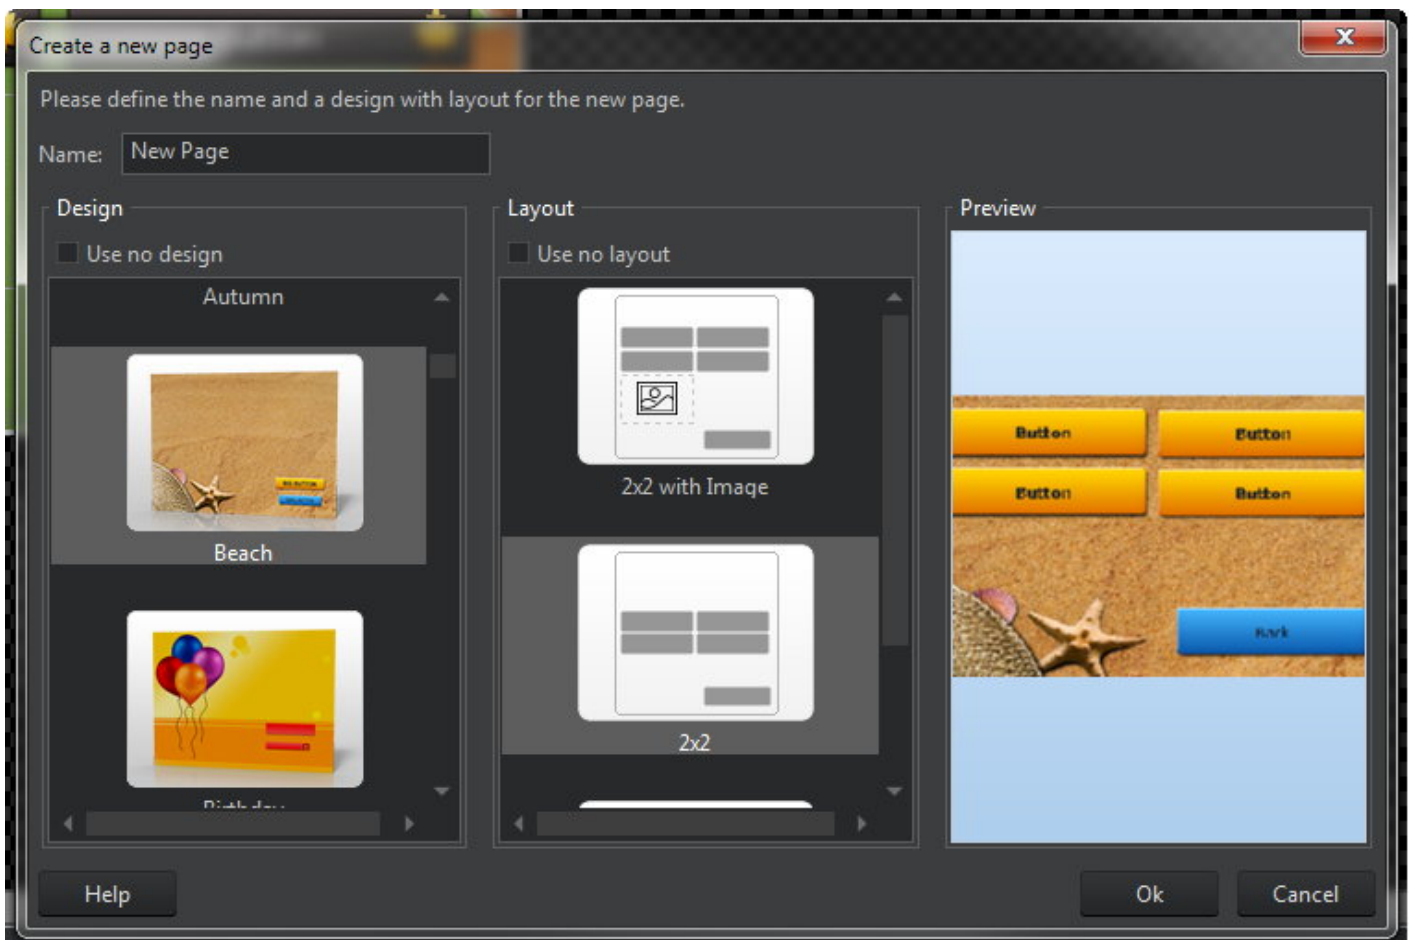 Create a new page
Please define the name and a design with layout for the new page.
Name: New Page
Design
Use no design
Autumn
Beach
Birthday
Layout
Use no layout
2x2 with Image
2x2
Preview
Button Button
Button Button
Back
Help Ok Cancel